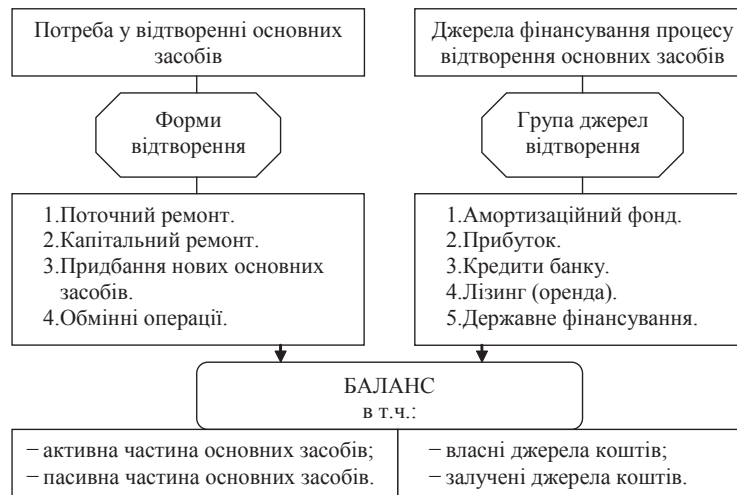 Потреба у відтворенні основних
засобів
Джерела фінансування процесу
відтворення основних засобів
Форми
відтворення
Група джерел
відтворення
1.Поточний ремонт.
2.Капітальний ремонт.
3.Придбання нових основних
засобів.
4.Обмінні операції.
1.Амортизаційний фонд.
2.Прибуток.
3.Кредити банку.
4.Лізинг (оренда).
5.Державне фінансування.
БАЛАНС
в т.ч.:
− активна частина основних засобів;
− пасивна частина основних засобів.
− власні джерела коштів;
− залучені джерела коштів.